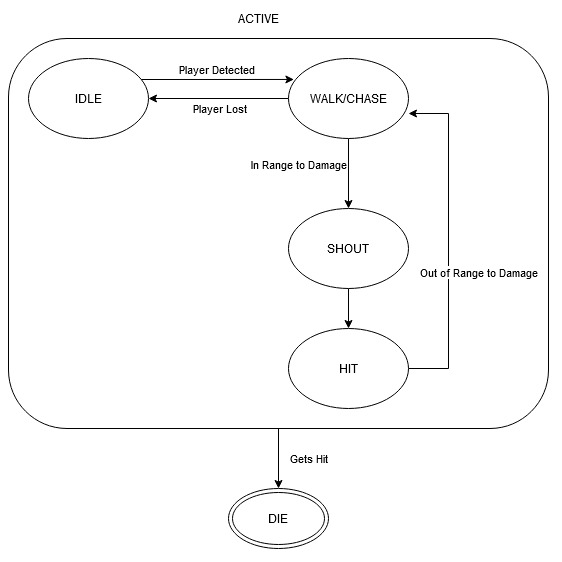 ACTIVE
Player Detected
IDLE
WALK/CHASE
Player Lost
In Range to Damage
SHOUT
Out of Range to Damage
HIT
Gets Hit
DIE